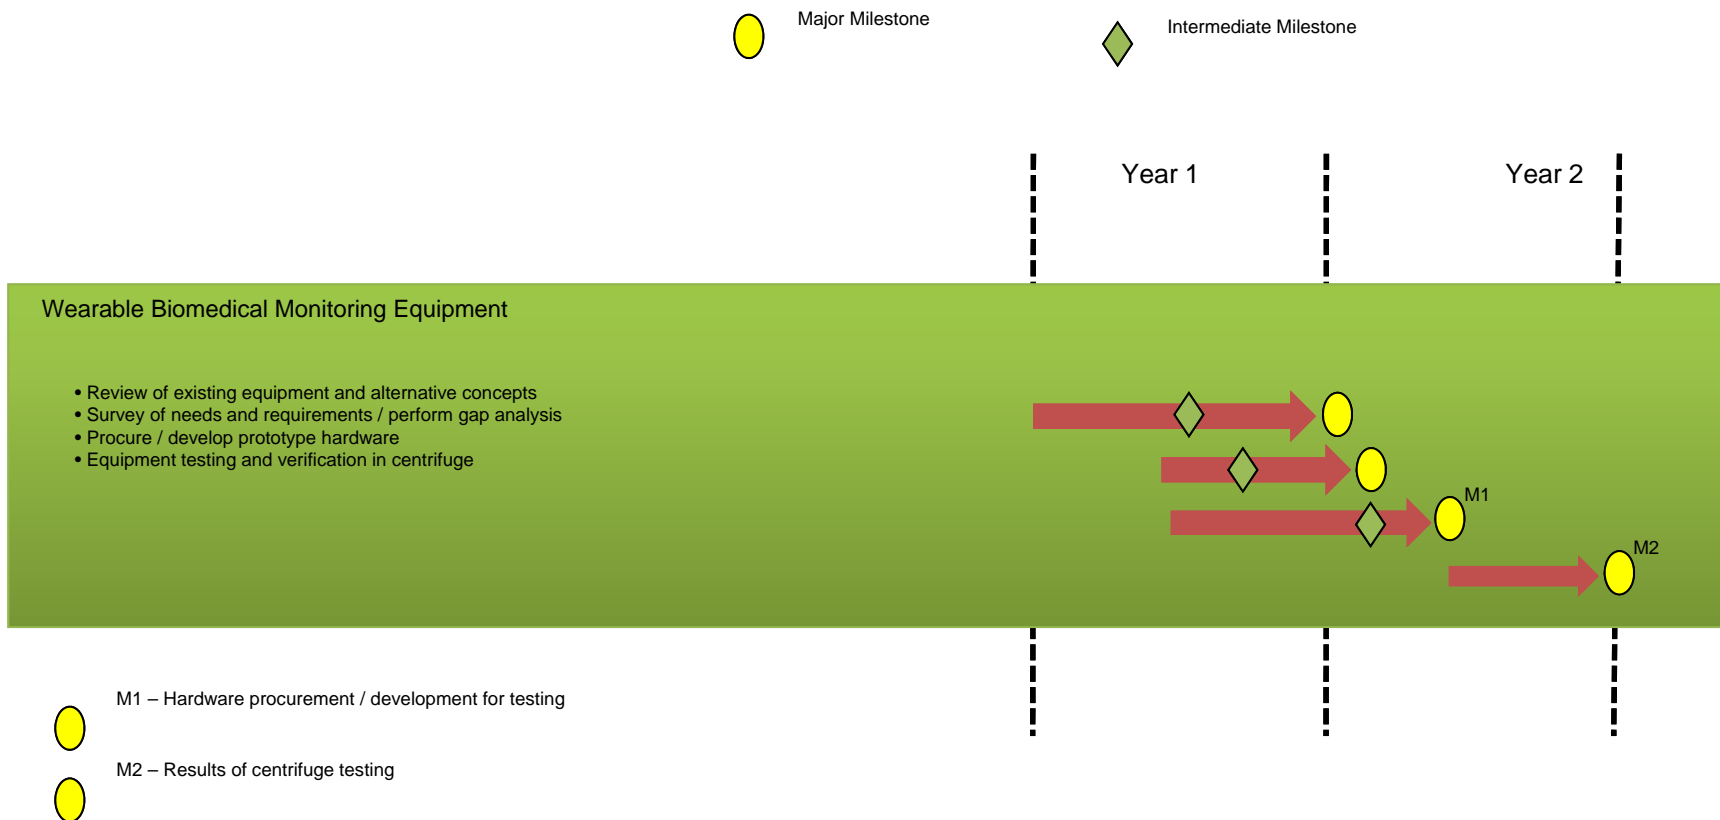 Major Milestone
Intermediate Milestone
Year 1
Year 2
Wearable Biomedical Monitoring Equipment
• Review of existing equipment and alternative concepts
• Survey of needs and requirements / perform gap analysis
• Procure / develop prototype hardware
• Equipment testing and verification in centrifuge
M1
M2
M1 – Hardware procurement / development for testing
M2 – Results of centrifuge testing